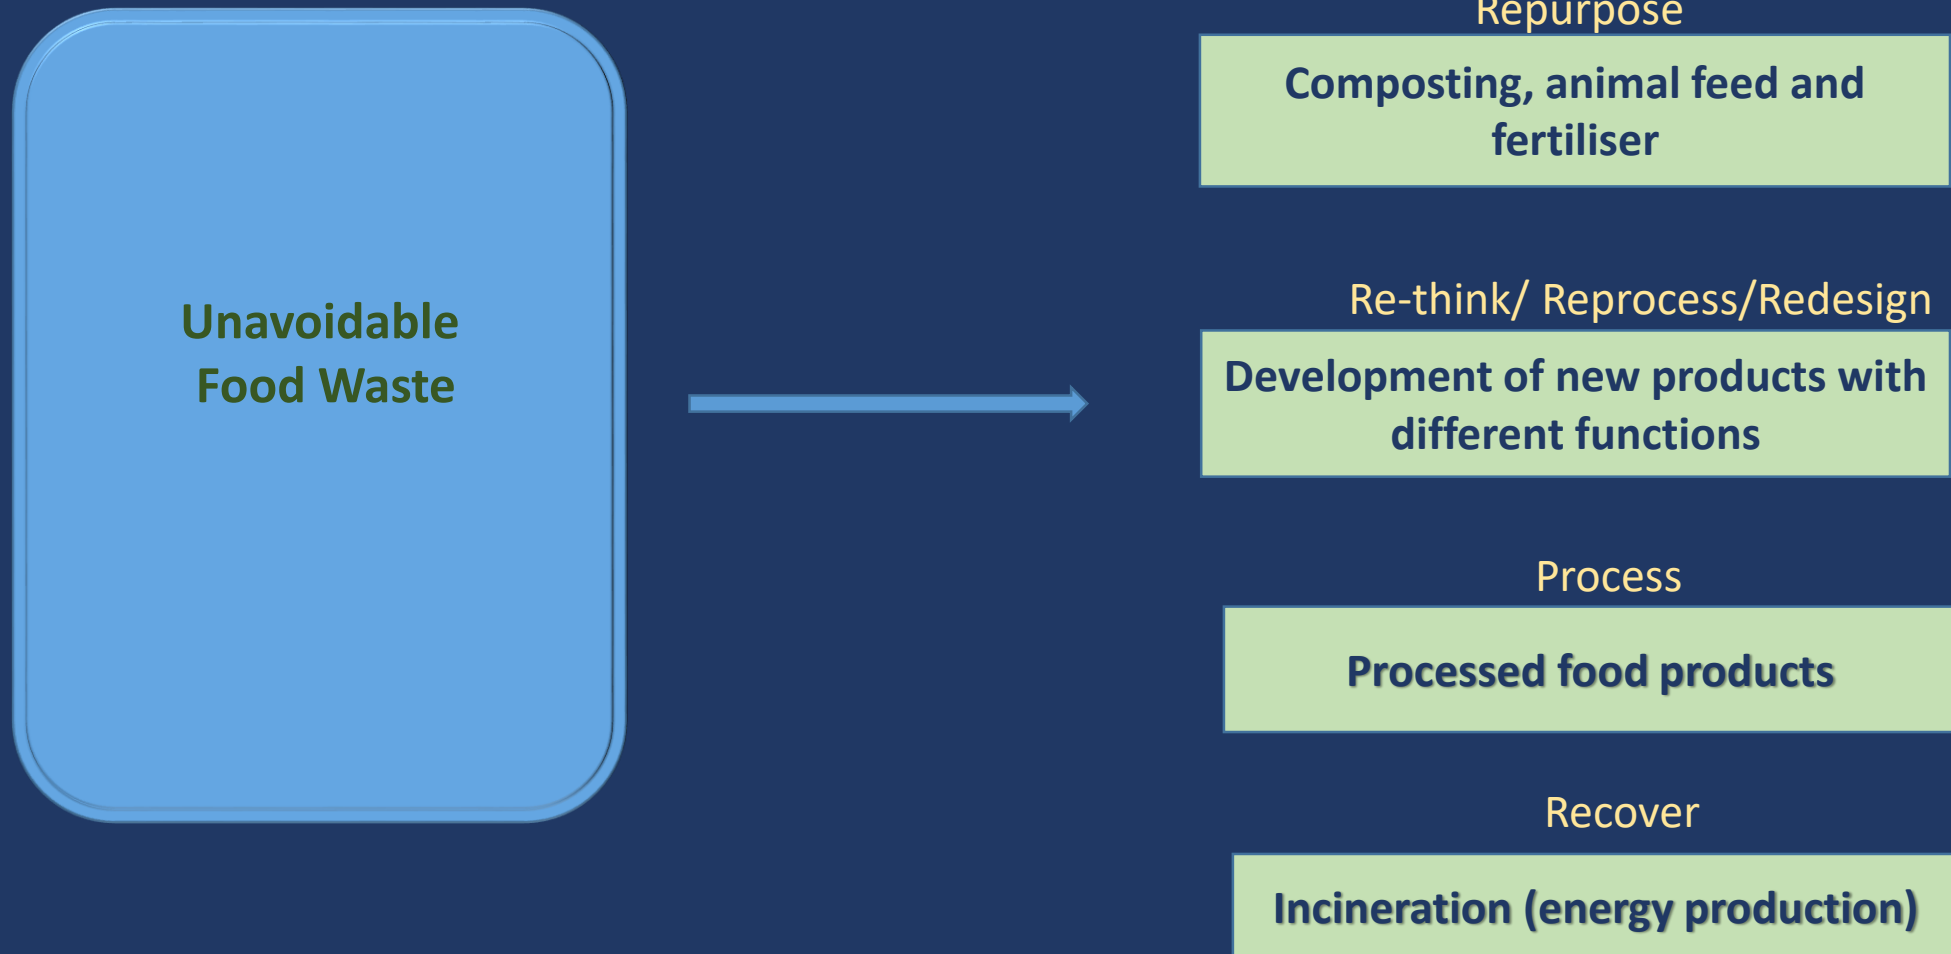 Unavoidable
Food Waste
Repurpose
Composting, animal feed and
fertiliser
Re-think/ Reprocess/Redesign
Development of new products with
different functions
Process
Processed food products
Recover
Incineration (energy production)